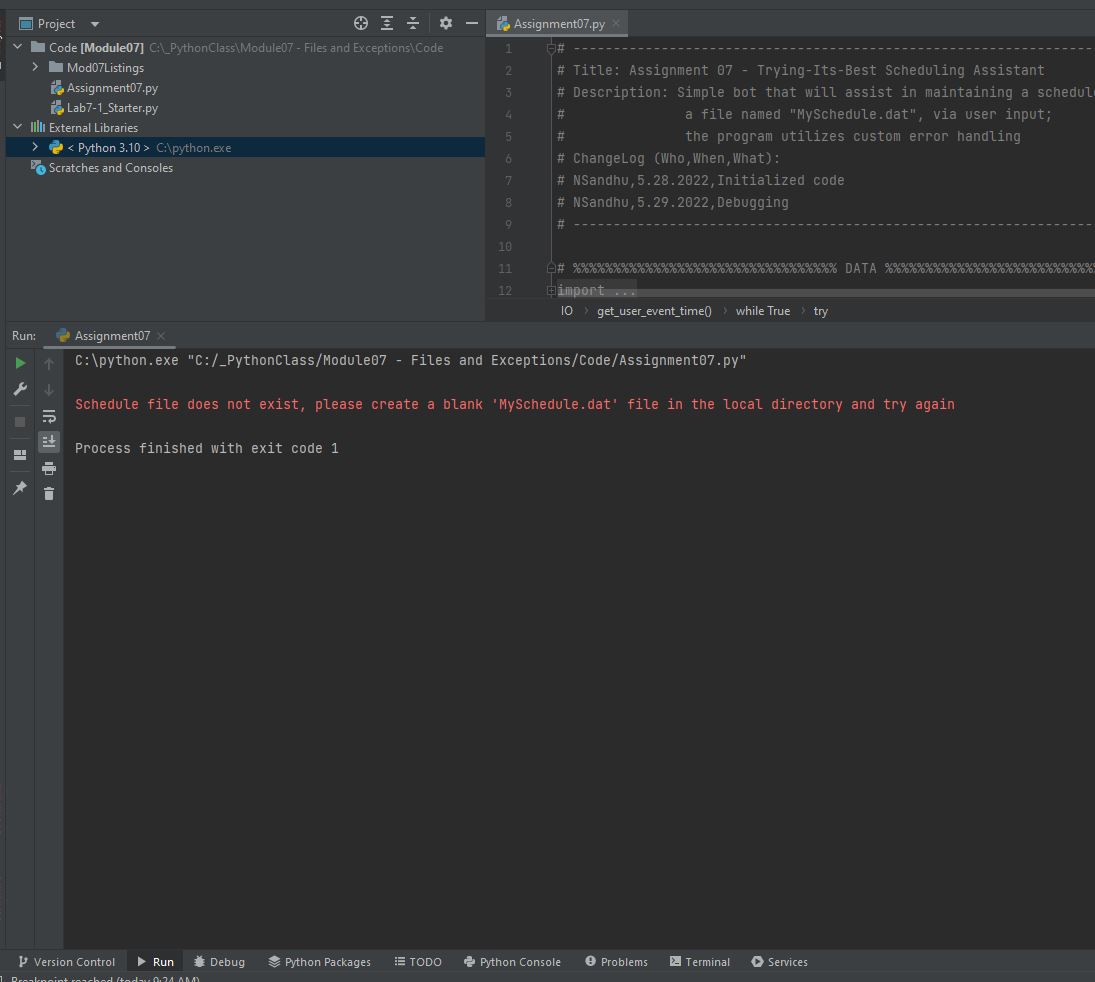 Project
Code [Module07] C:\_PythonClass\Module07 - Files and Exceptions\Code
Mod07Listings
Assignment07.py
Lab7-1_Starter.py
External Libraries
< Python 3.10 > C:\python.exe
Scratches and Consoles
Assignment07.py
1 # -----------------------------------------------------------------
2 # Title: Assignment 07 - Trying-Its-Best Scheduling Assistant
3 # Description: Simple bot that will assist in maintaining a schedule
4 # a file named "MySchedule.dat", via user input;
5 # the program utilizes custom error handling
6 # ChangeLog (Who,When,What):
7 # NSandhu,5.28.2022,Initialized code
8 # NSandhu,5.29.2022,Debugging
9 # -----------------------------------------------------------------
10
11 # %%%%%%%%%%%%%%%%%%%%%%%%%%%%%%%%% DATA %%%%%%%%%%%%%%%%%%%%%%%%%%
12 import ...
IO › get_user_event_time() › while True › try
Run: Assignment07
C:\python.exe "C:/_PythonClass/Module07 - Files and Exceptions/Code/Assignment07.py"
Schedule file does not exist, please create a blank 'MySchedule.dat' file in the local directory and try again
Process finished with exit code 1
Version Control Run Debug Python Packages TODO Python Console Problems Terminal Services
Breakpoint reached (today 9:24 AM)